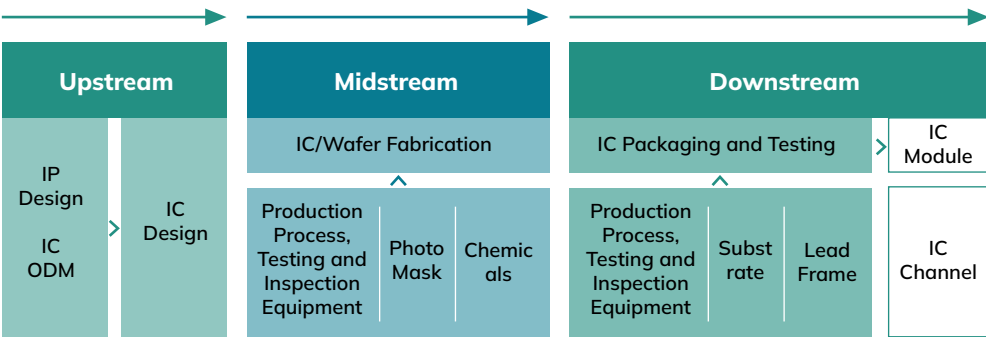 Upstream
Midstream
Downstream
IP
Design
IC
ODM
IC
Design
IC/Wafer Fabrication
Production
Process,
Testing and
Inspection
Equipment
Photo
Mask
Chemic
als
IC Packaging and Testing
Production
Process,
Testing and
Inspection
Equipment
Subst
rate
Lead
Frame
IC
Module
IC
Channel